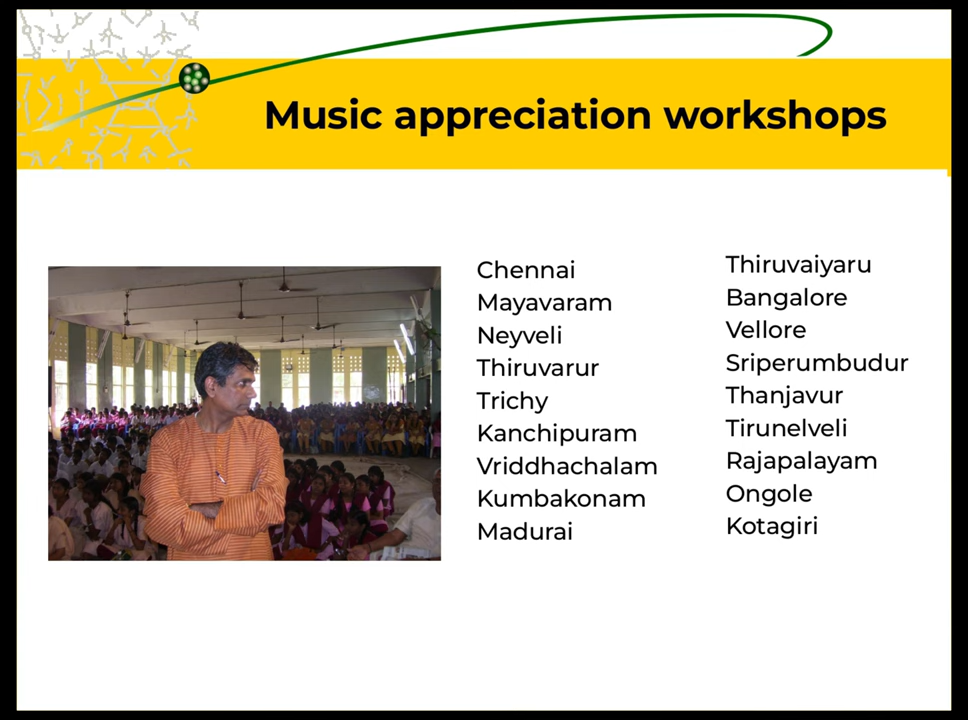 Music appreciation workshops
Chennai
Mayavaram
Neyveli
Thiruvarur
Trichy
Kanchipuram
Vriddhachalam
Kumbakonam
Madurai
Thiruvaiyaru
Bangalore
Vellore
Sriperumbudur
Thanjavur
Tirunelveli
Rajapalayam
Ongole
Kotagiri